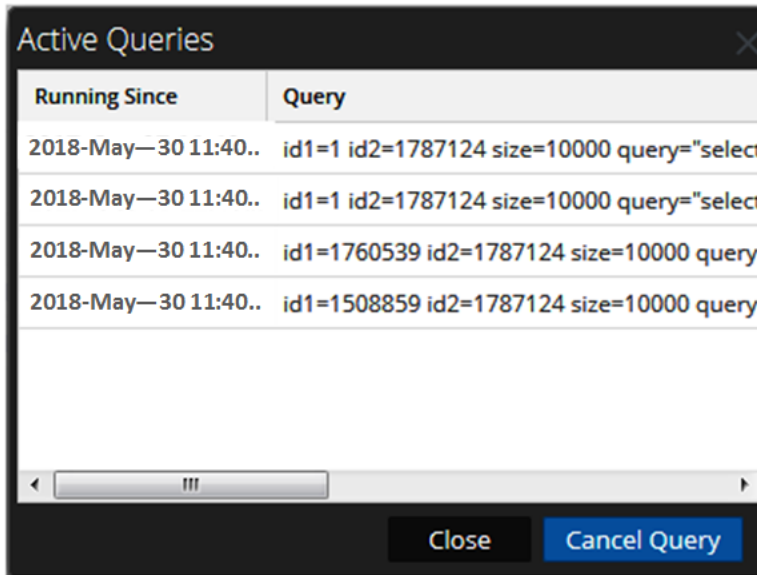 Active Queries
Running Since Query
2018-May—30 11:40.. id1=1 id2=1787124 size=10000 query="select
2018-May—30 11:40.. id1=1 id2=1787124 size=10000 query="select
2018-May—30 11:40.. id1=1760539 id2=1787124 size=10000 query
2018-May—30 11:40.. id1=1508859 id2=1787124 size=10000 query
Close Cancel Query